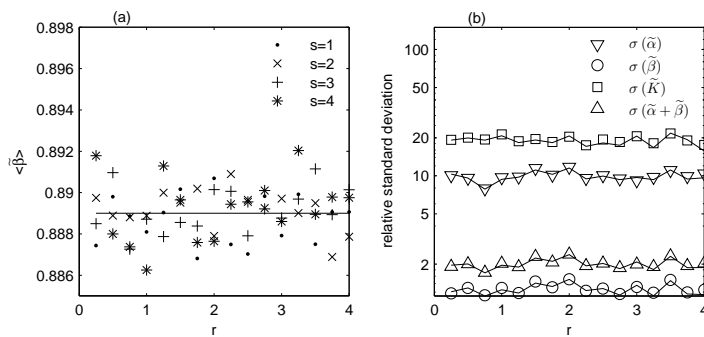 (a)
0.898
0.896
0.894
0.892
0.89
0.888
0.886
<β̃>
0
1
2
3
4
r
s=1
s=2
s=3
s=4
(b)
100
50
20
10
5
2
relative standard deviation
0
1
2
3
4
r
σ (α̃)
σ (β̃)
σ (K̃)
σ (α̃ + β̃)